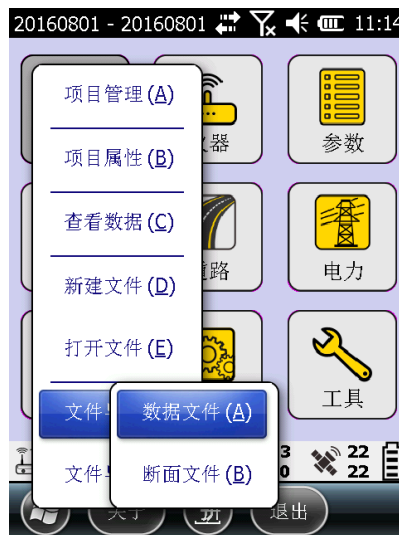 20160801 - 20160801 11:14
项目管理(A)
项目属性(B)
查看数据(C)
新建文件(D)
打开文件(E)
文件
文件
数据文件(A)
断面文件(B)
器
参数
道路
电力
工具
3
0
22
22
关于
拼
退出